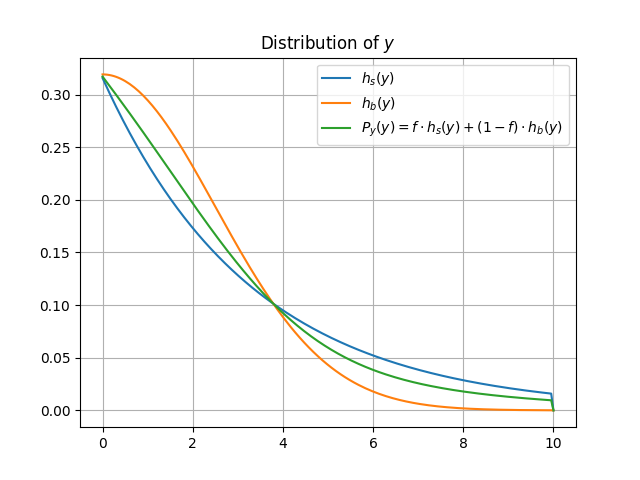 Distribution of y
h_s(y)
h_b(y)
P_y(y) = f · h_s(y) + (1 − f) · h_b(y)
0.30
0.25
0.20
0.15
0.10
0.05
0.00
0 2 4 6 8 10